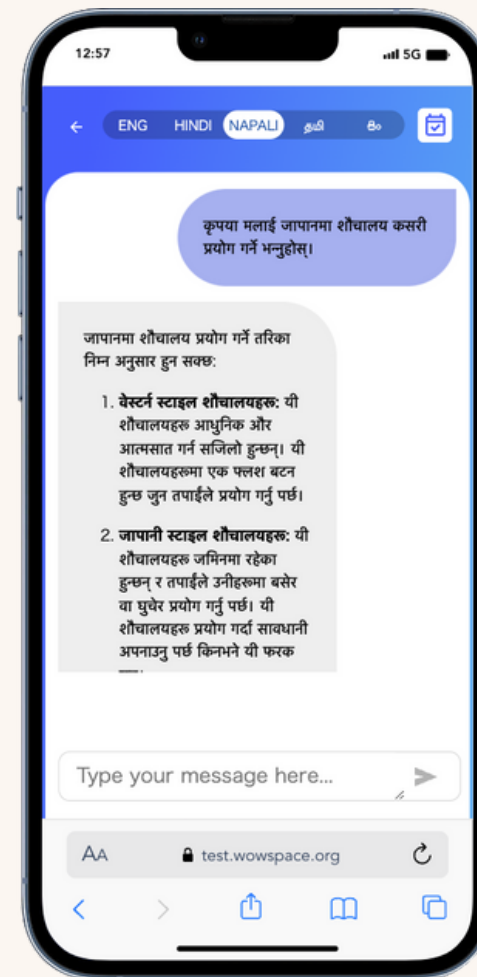 12:57
5G
ENG HINDI NAPALI தமி සිං
कृपया मलाई जापानमा शौचालय कसरी
प्रयोग गर्ने भन्नुहोस्।
जापानमा शौचालय प्रयोग गर्ने तरिका
निम्न अनुसार हुन सक्छ:
1. वेस्टर्न स्टाइल शौचालयहरू: यी
शौचालयहरू आधुनिक और
आत्मसात गर्न सजिलो हुन्छन्। यी
शौचालयहरूमा एक फ्लश बटन
हुन्छ जुन तपाईंले प्रयोग गर्नु पर्छ।
2. जापानी स्टाइल शौचालयहरू: यी
शौचालयहरू जमिनमा रहेका
हुन्छन् र तपाईंले उनीहरूमा बसेर
वा घुचेर प्रयोग गर्नु पर्छ। यी
शौचालयहरू प्रयोग गर्दा सावधानी
अपनाउनु पर्छ किनभने यी फरक
Type your message here...
AA test.wowspace.org